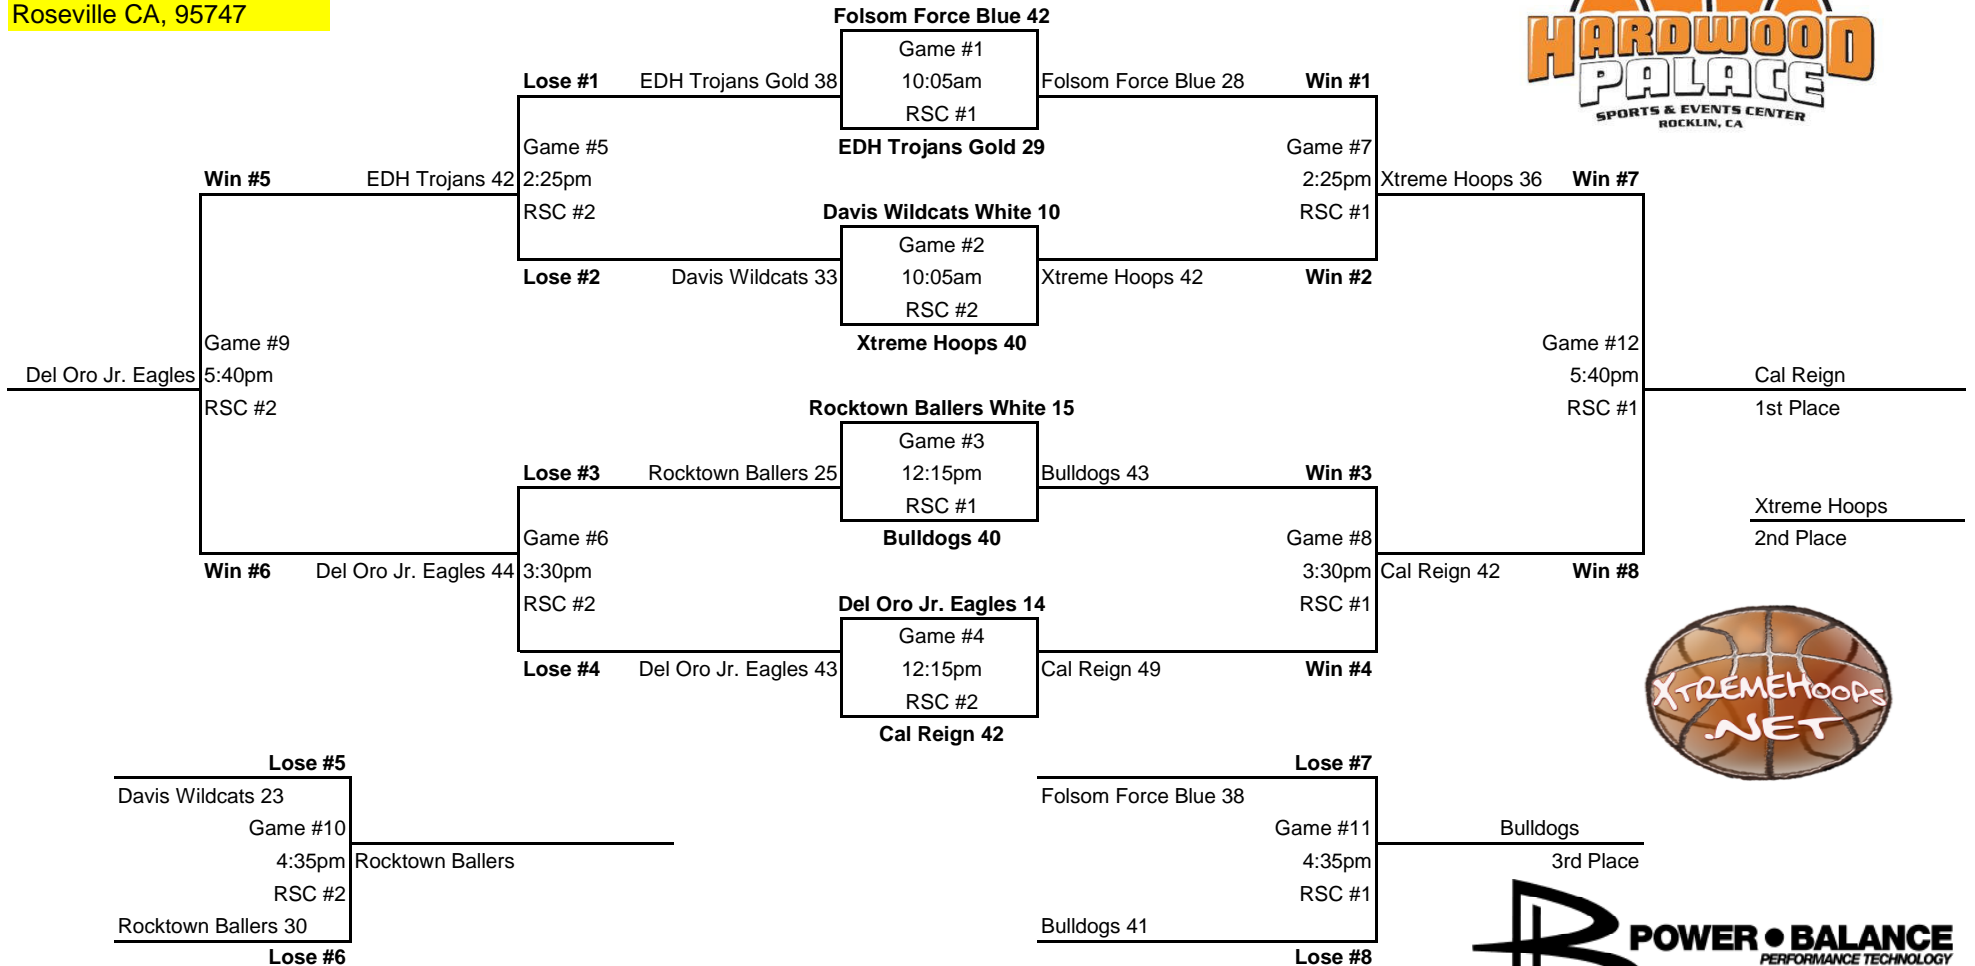 Roseville CA, 95747
HARDWOOD
PALACE
SPORTS & EVENTS CENTER
ROCKLIN, CA
Folsom Force Blue 42
Game #1
Lose #1 EDH Trojans Gold 38 10:05am Folsom Force Blue 28 Win #1
RSC #1
Game #5 EDH Trojans Gold 29 Game #7
Win #5 EDH Trojans 42 2:25pm 2:25pm Xtreme Hoops 36 Win #7
RSC #2 Davis Wildcats White 10 RSC #1
Game #2
Lose #2 Davis Wildcats 33 10:05am Xtreme Hoops 42 Win #2
RSC #2
Game #9 Xtreme Hoops 40 Game #12
Del Oro Jr. Eagles 5:40pm 5:40pm Cal Reign
RSC #2 Rocktown Ballers White 15 RSC #1 1st Place
Game #3
Lose #3 Rocktown Ballers 25 12:15pm Bulldogs 43 Win #3
RSC #1 Xtreme Hoops
Game #6 Bulldogs 40 Game #8 2nd Place
Win #6 Del Oro Jr. Eagles 44 3:30pm 3:30pm Cal Reign 42 Win #8
RSC #2 Del Oro Jr. Eagles 14 RSC #1
Game #4
Lose #4 Del Oro Jr. Eagles 43 12:15pm Cal Reign 49 Win #4
RSC #2
Cal Reign 42
XTREMEHOOPS
.NET
Lose #5 Lose #7
Davis Wildcats 23 Folsom Force Blue 38
Game #10 Game #11 Bulldogs
4:35pm Rocktown Ballers 4:35pm 3rd Place
RSC #2 RSC #1
Rocktown Ballers 30 Bulldogs 41
Lose #6 Lose #8
POWER BALANCE
PERFORMANCE TECHNOLOGY